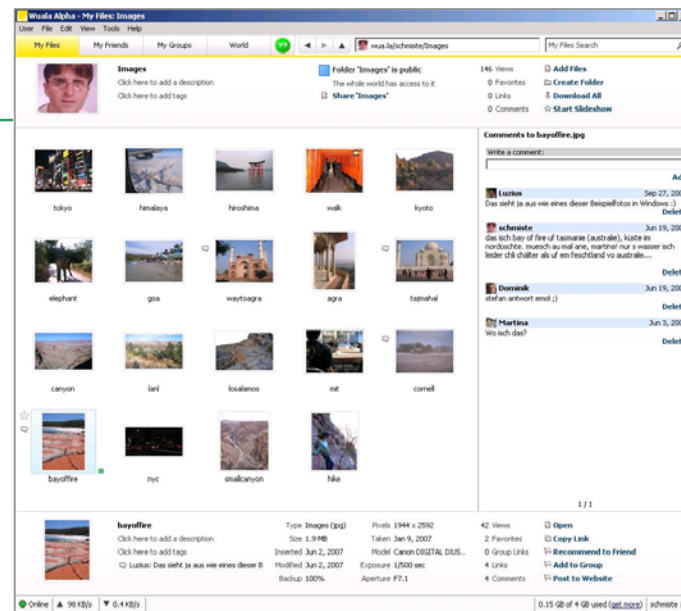 Wuala Alpha - My Files: Images
User File Edit View Tools Help
My Files My Friends My Groups World 99 wua.la/schmiste/Images My Files Search
Images
Click here to add a description
Click here to add tags
Folder 'Images' is public
The whole world has access to it
Share 'Images'
146 Views
0 Favorites
0 Links
0 Comments
Add Files
Create Folder
Download All
Start Slideshow
tokyo himalaya hiroshima walk kyoto
elephant goa waytoagra agra tajmahal
canyon lanl losalamos mit cornell
bayoffire nyc smallcanyon hike
Comments to bayoffire.jpg
Write a comment:
Ad
Luzius Sep 27, 200
Das sieht ja aus wie eines dieser Beispielfotos in Windows :)
Delet
schmiste Jun 19, 200
das isch bay of fire uf tasmanie (australie), küste im
nordoschte. muesch au mal ane, martina! nur s wasser isch
leider chli chälter als uf em feschtland vo australie....
Delet
Dominik Jun 19, 200
stefan antwort emol ;)
Delet
Martina Jun 3, 200
Wo isch das?
Delet
1 / 1
bayoffire
Click here to add a description
Click here to add tags
Luzius: Das sieht ja aus wie eines dieser B
Type Images (jpg)
Size 1.9 MB
Inserted Jun 2, 2007
Modified Jun 2, 2007
Backup 100%
Pixels 1944 x 2592
Taken Jan 9, 2007
Model Canon DIGITAL IXUS...
Exposure 1/500 sec
Aperture F7.1
42 Views
2 Favorites
0 Group Links
4 Links
4 Comments
Open
Copy Link
Recommend to Friend
Add to Group
Post to Website
Online 98 KB/s 0.4 KB/s 0.15 GB of 4 GB used (get more) schmiste